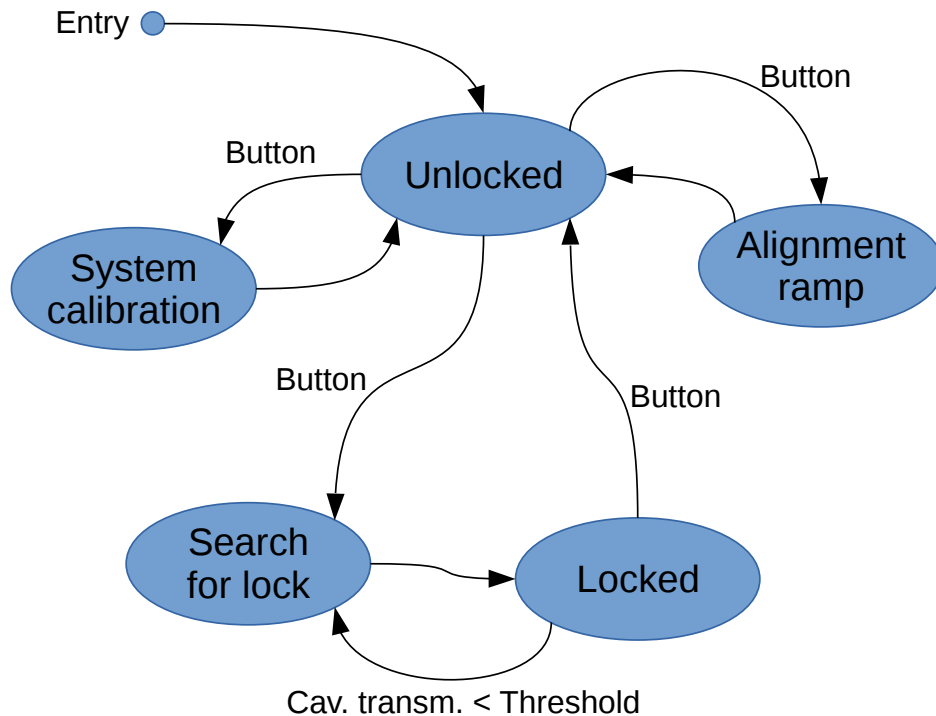 Entry
Button
Button
Unlocked
System
calibration
Alignment
ramp
Button
Button
Search
for lock
Locked
Cav. transm. < Threshold